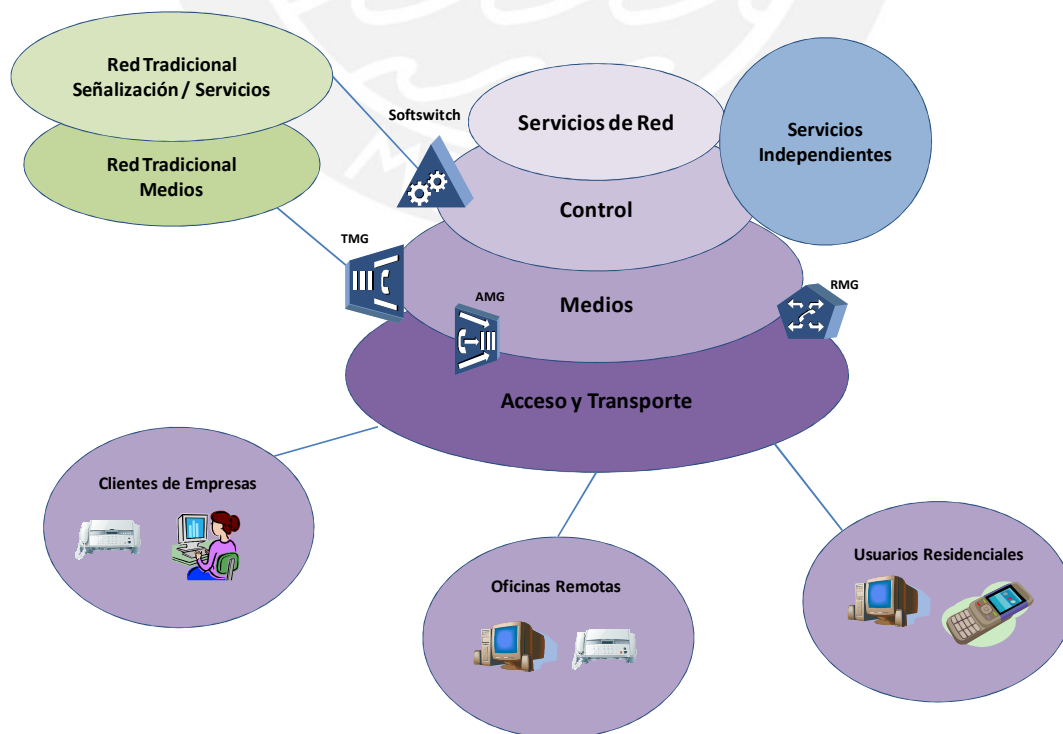 Red Tradicional
Señalización / Servicios
Red Tradicional
Medios
Softswitch
Servicios de Red
Servicios
Independientes
Control
TMG
AMG
Medios
RMG
Acceso y Transporte
Clientes de Empresas
Oficinas Remotas
Usuarios Residenciales